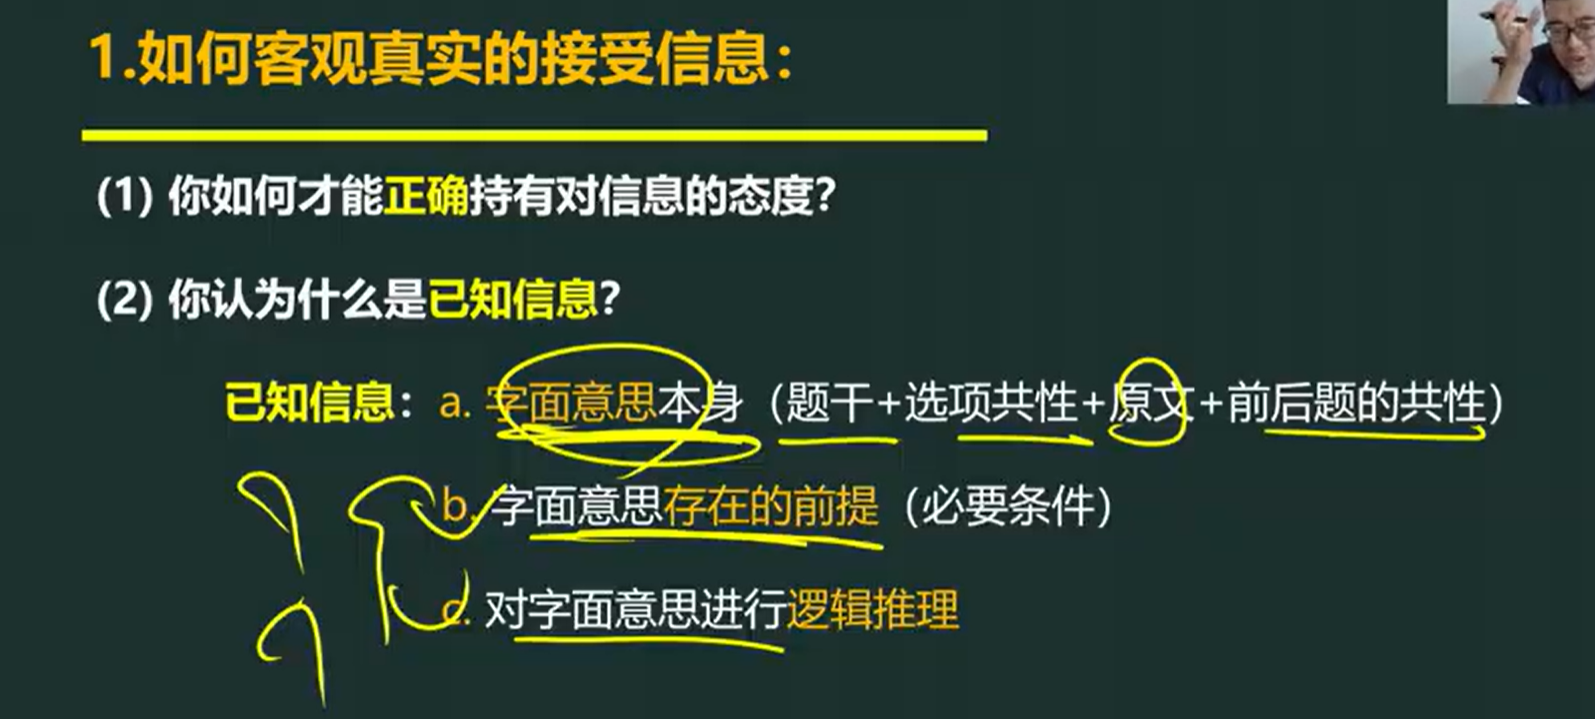 1.如何客观真实的接受信息：
(1) 你如何才能正确持有对信息的态度？
(2) 你认为什么是已知信息？
已知信息：a. 字面意思本身（题干+选项共性+原文+前后题的共性）
b. 字面意思存在的前提（必要条件）
c. 对字面意思进行逻辑推理